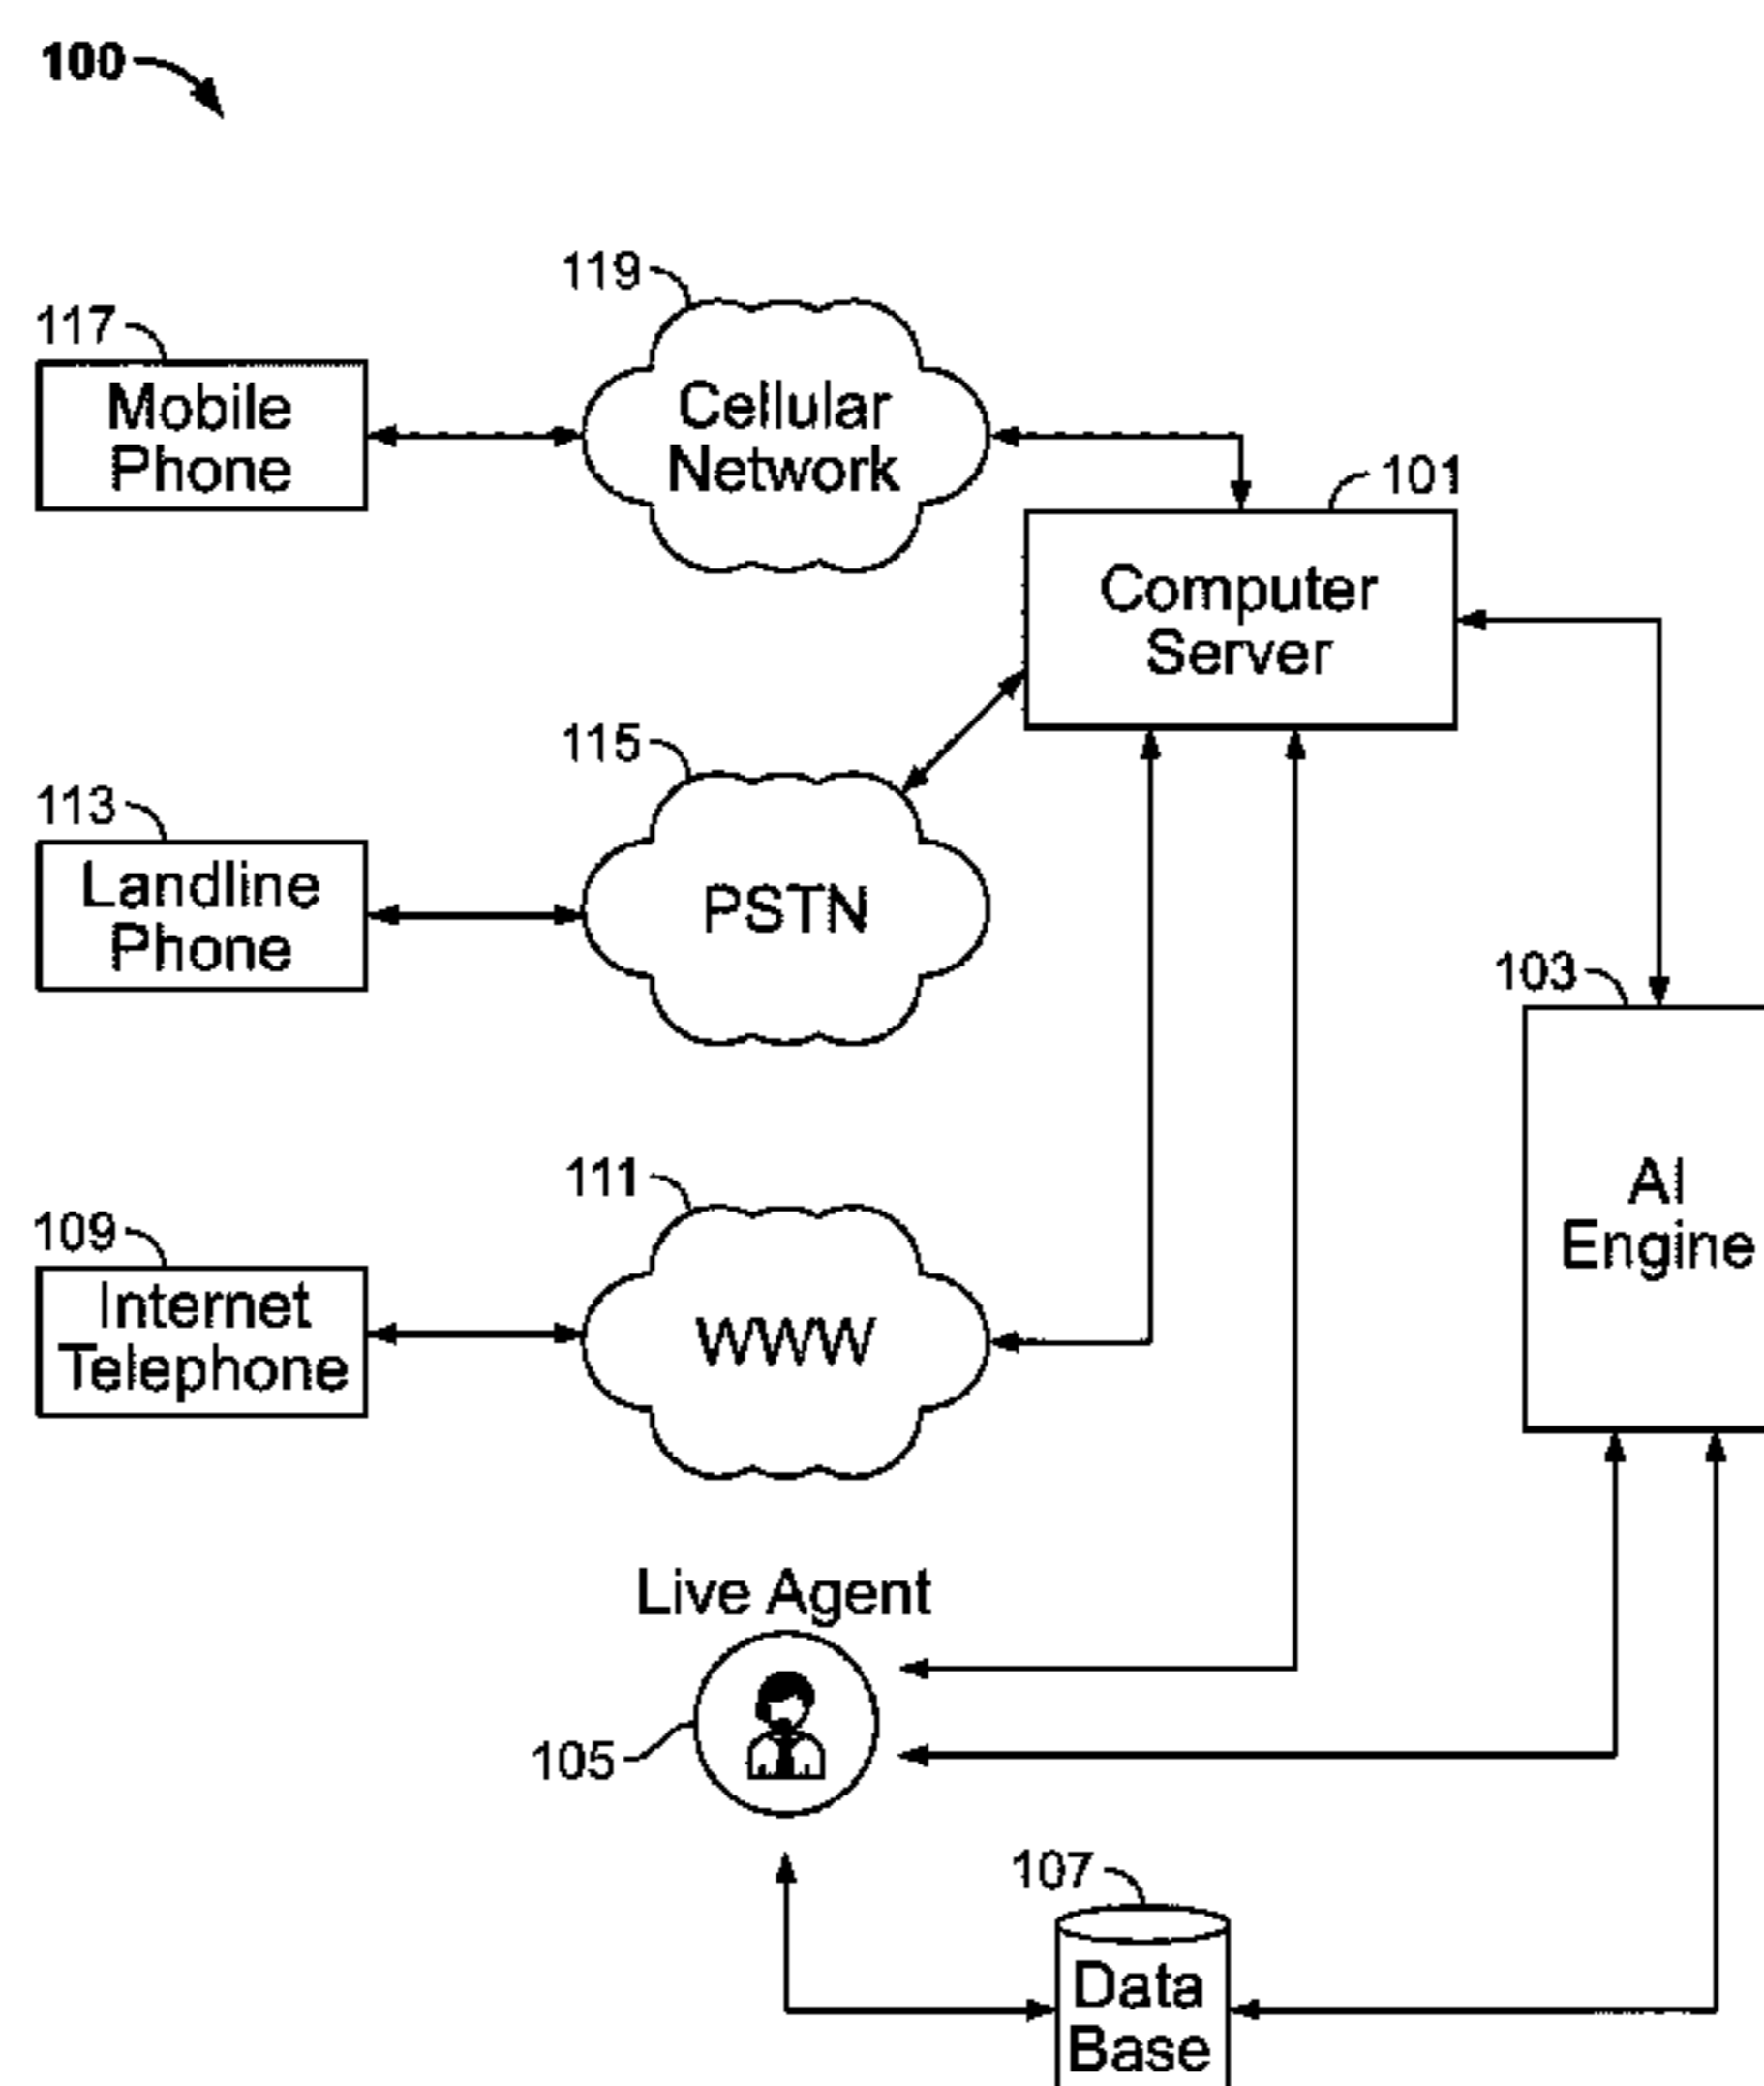 100
119
117
Mobile
Phone
Cellular
Network
101
Computer
Server
115
113
Landline
Phone
PSTN
103
AI
Engine
111
109
Internet
Telephone
WWW
Live Agent
105
107
Data
Base